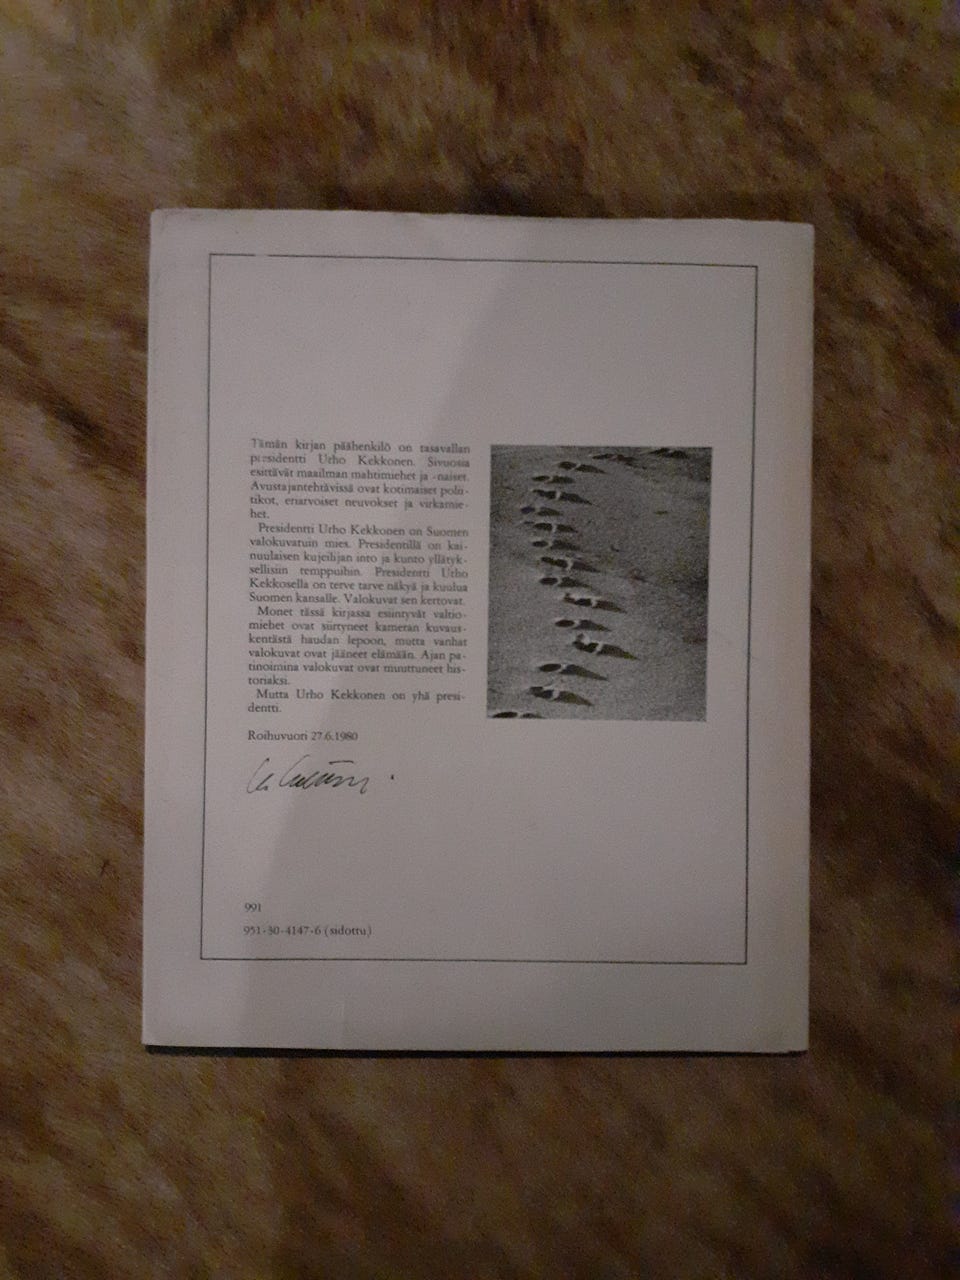 Tämän kirjan päähenkilö on tasavallan
presidentti Urho Kekkonen. Sivuosia
esittävät maailman mahtimiehet ja -naiset.
Avustajantehtävissä ovat kotimaiset polii-
tikot, eriarvoiset neuvokset ja virkamie-
het.
Presidentti Urho Kekkonen on Suomen
valokuvatuin mies. Presidentillä on kai-
nuulaisen kujeilijan into ja kunto yllätyk-
sellisiin temppuihin. Presidentti Urho
Kekkosella on terve tarve näkyä ja kuulua
Suomen kansalle. Valokuvat sen kertovat.
Monet tässä kirjassa esiintyvät valtio-
miehet ovat siirtyneet kameran kuvaus-
kentästä haudan lepoon, mutta vanhat
valokuvat ovat jääneet elämään. Ajan pa-
tinoimina valokuvat ovat muuttuneet his-
toriaksi.
Mutta Urho Kekkonen on yhä presi-
dentti.
Roihuvuori 27.6.1980
991
951-30-4147-6 (sidottu)